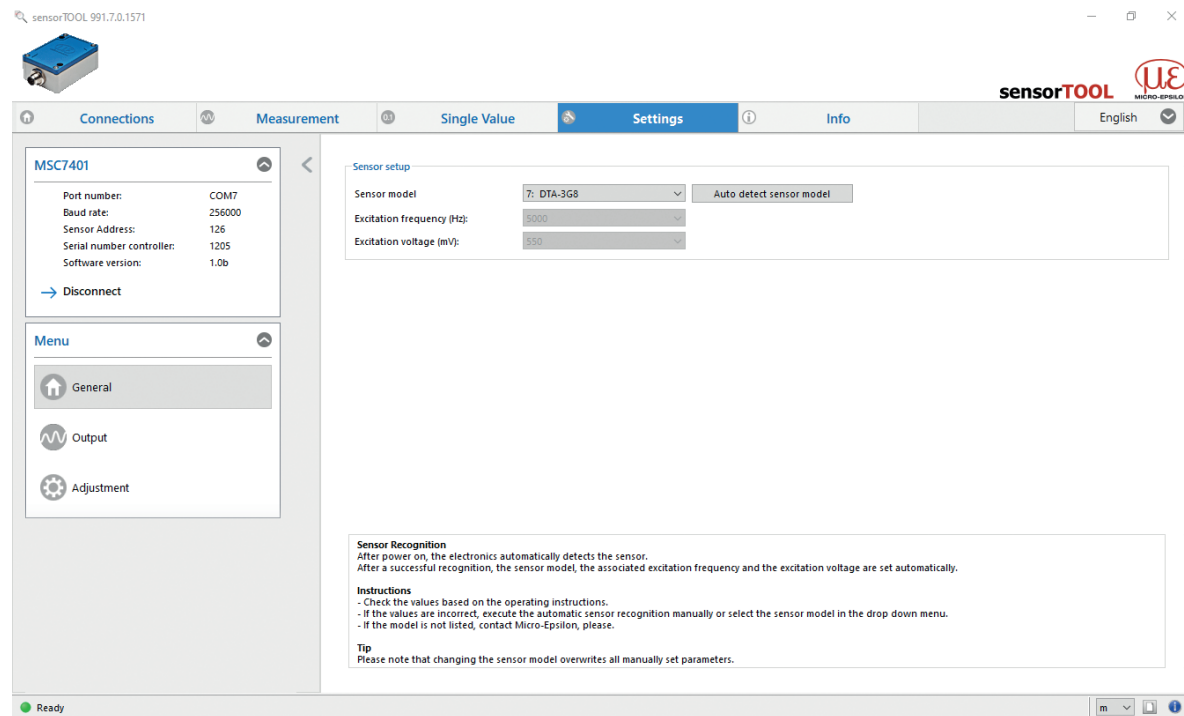 sensorTOOL 991.7.0.1571
sensorTOOL
με
MICRO-EPSILO
Connections
Measurement
0.1
Single Value
Settings
Info
English
MSC7401
Port number: COM7
Baud rate: 256000
Sensor Address: 126
Serial number controller: 1205
Software version: 1.0b
Disconnect
Menu
General
Output
Adjustment
Sensor setup
Sensor model 7: DTA-3G8 Auto detect sensor model
Excitation frequency (Hz): 5000
Excitation voltage (mV): 550
Sensor Recognition
After power on, the electronics automatically detects the sensor.
After a successful recognition, the sensor model, the associated excitation frequency and the excitation voltage are set automatically.
Instructions
- Check the values based on the operating instructions.
- If the values are incorrect, execute the automatic sensor recognition manually or select the sensor model in the drop down menu.
- If the model is not listed, contact Micro-Epsilon, please.
Tip
Please note that changing the sensor model overwrites all manually set parameters.
Ready
m